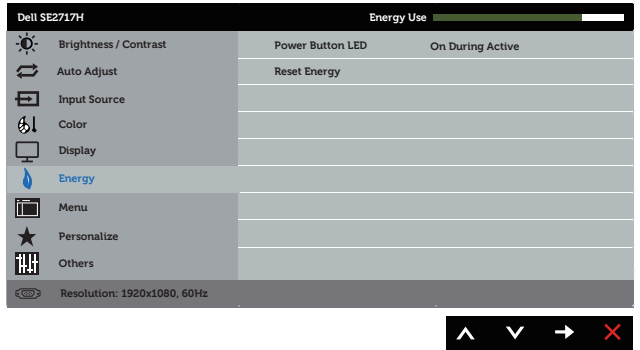 Dell SE2717H Energy Use
Brightness / Contrast Power Button LED On During Active
Auto Adjust Reset Energy
Input Source
Color
Display
Energy
Menu
Personalize
Others
Resolution: 1920x1080, 60Hz